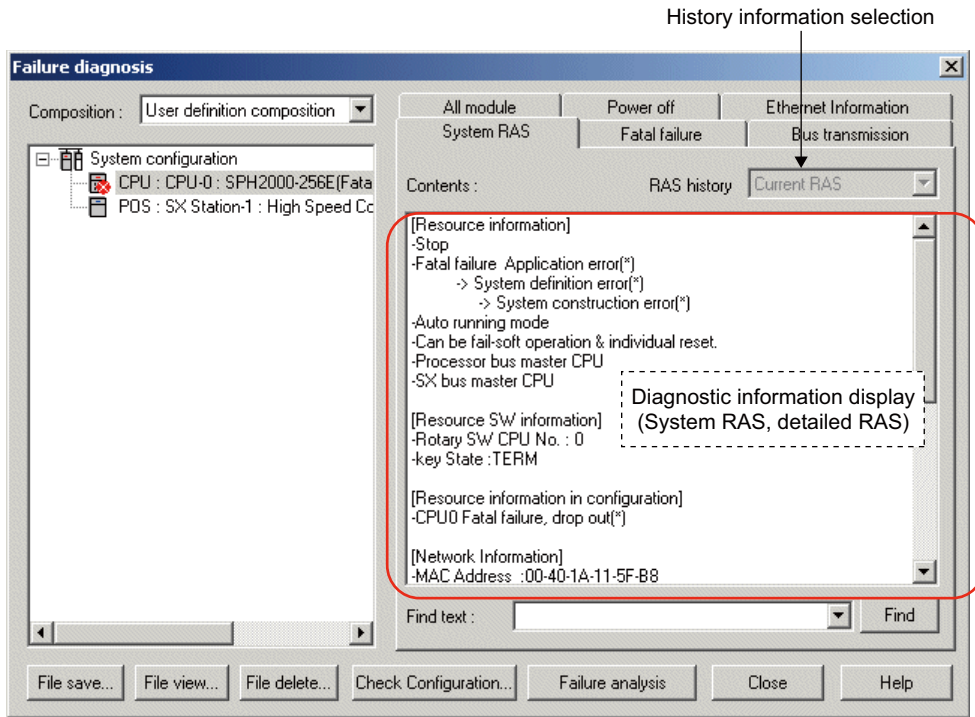 History information selection
Failure diagnosis
Composition : User definition composition
All module Power off Ethernet Information
System RAS Fatal failure Bus transmission
System configuration
CPU : CPU-0 : SPH2000-256E(Fata
POS : SX Station-1 : High Speed Co
Contents : RAS history Current RAS
[Resource information]
-Stop
-Fatal failure Application error(*)
-> System definition error(*)
-> System construction error(*)
-Auto running mode
-Can be fail-soft operation & individual reset.
-Processor bus master CPU
-SX bus master CPU
Diagnostic information display
(System RAS, detailed RAS)
[Resource SW information]
-Rotary SW CPU No. : 0
-key State :TERM
[Resource information in configuration]
-CPU0 Fatal failure, drop out(*)
[Network Information]
-MAC Address :00-40-1A-11-5F-B8
Find text : Find
File save... File view... File delete... Check Configuration... Failure analysis Close Help